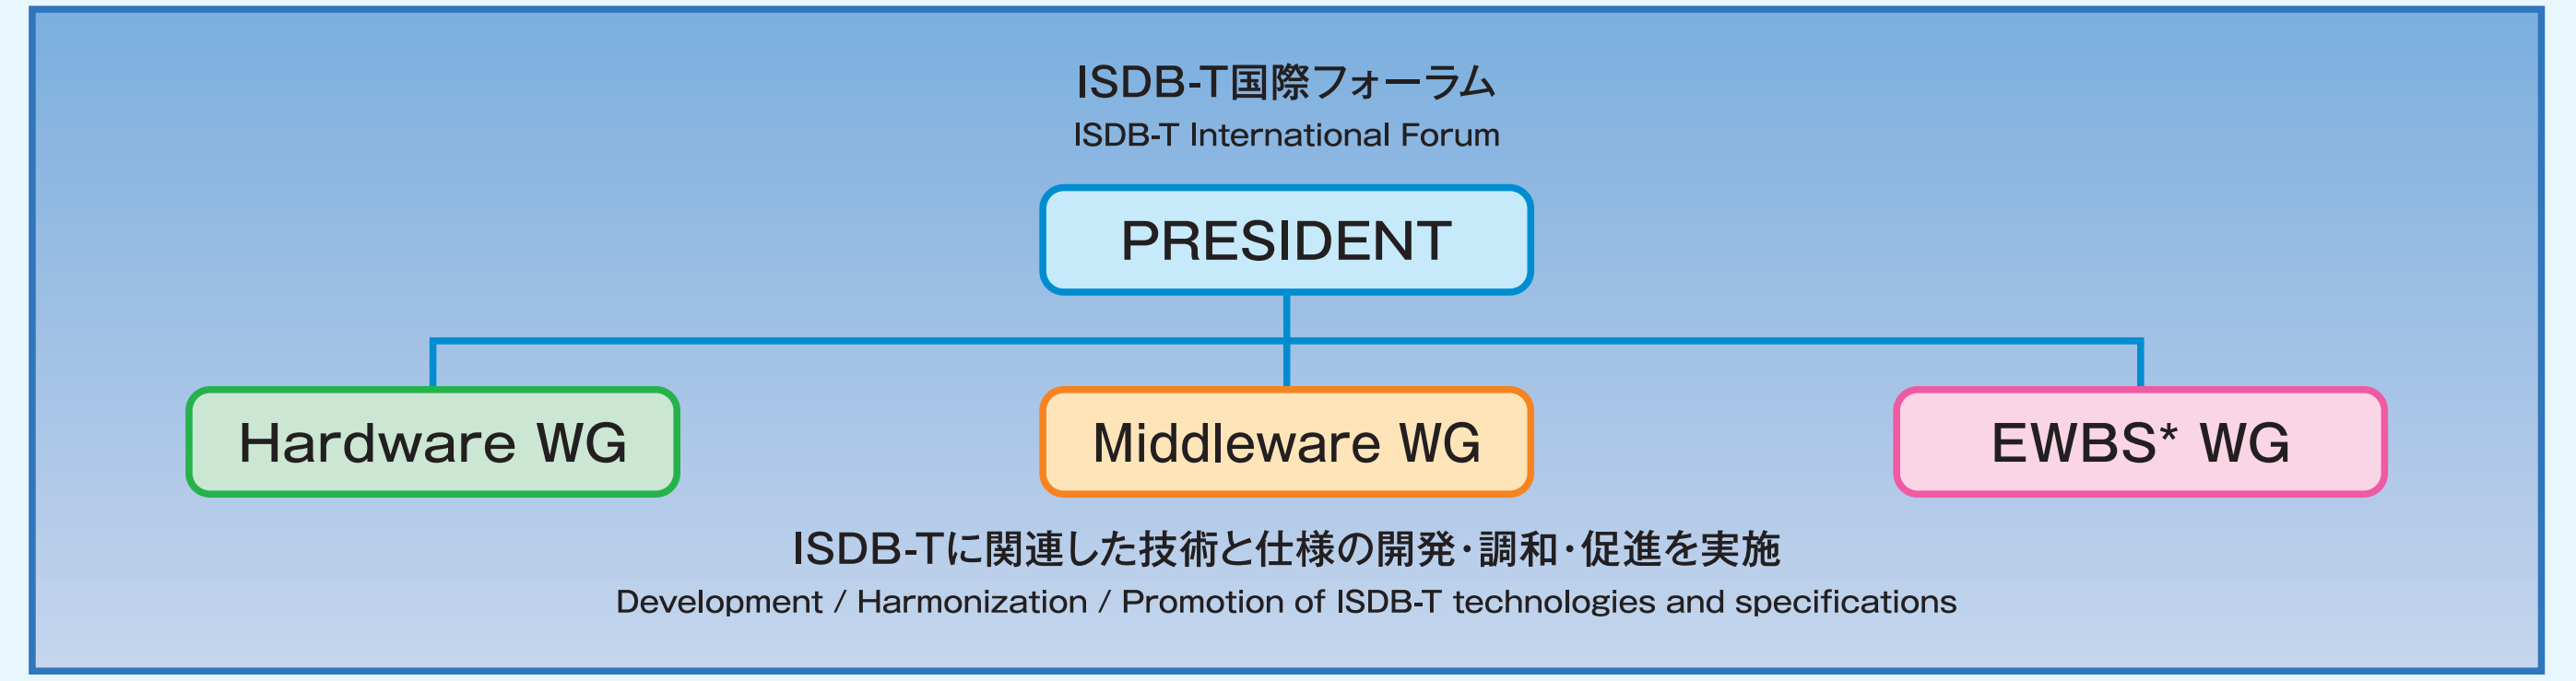 ISDB-T国際フォーラム
ISDB-T International Forum
PRESIDENT
Hardware WG
Middleware WG
EWBS* WG
ISDB-Tに関連した技術と仕様の開発・調和・促進を実施
Development / Harmonization / Promotion of ISDB-T technologies and specifications